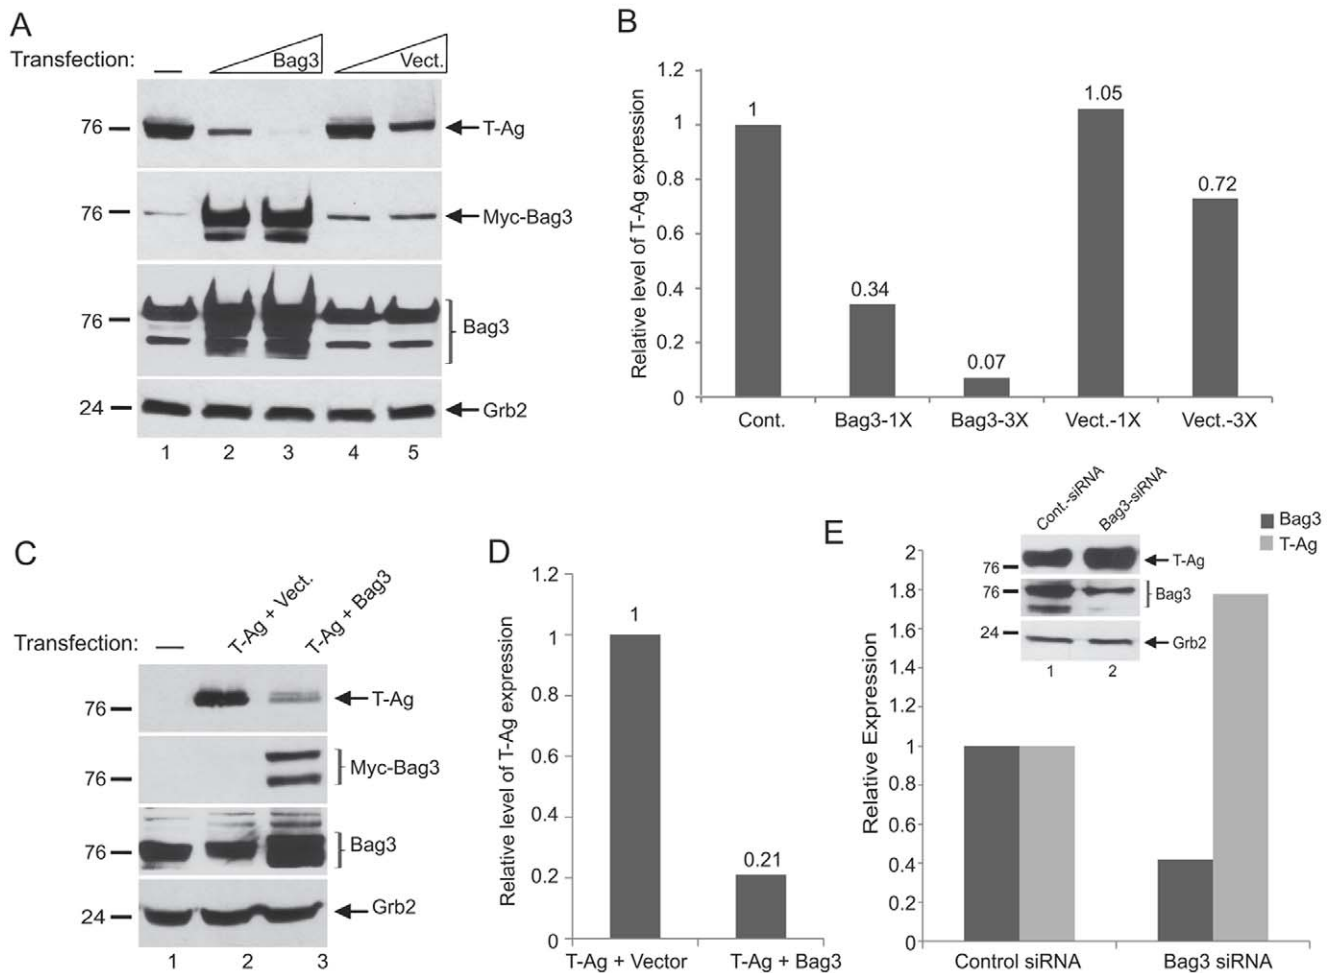 A
Transfection: — Bag3 Vect.
76 T-Ag
76 Myc-Bag3
76 Bag3
24 Grb2
1 2 3 4 5
B
Relative level of T-Ag expression
1.2
1
0.8
0.6
0.4
0.2
0
1 0.34 0.07 1.05 0.72
Cont. Bag3-1X Bag3-3X Vect.-1X Vect.-3X
C
Transfection: — T-Ag + Vect. T-Ag + Bag3
76 T-Ag
76 Myc-Bag3
76 Bag3
24 Grb2
1 2 3
D
Relative level of T-Ag expression
1.2
1
0.8
0.6
0.4
0.2
0
1 0.21
T-Ag + Vector T-Ag + Bag3
E
Cont.-siRNA Bag3-siRNA
76 T-Ag
76 Bag3
24 Grb2
1 2
Bag3
T-Ag
Relative Expression
2
1.8
1.6
1.4
1.2
1
0.8
0.6
0.4
0.2
0
Control siRNA Bag3 siRNA